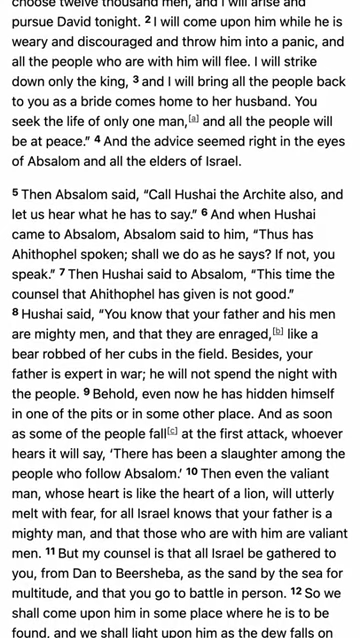 choose twelve thousand men, and I will arise and
pursue David tonight. 2 I will come upon him while he is
weary and discouraged and throw him into a panic, and
all the people who are with him will flee. I will strike
down only the king, 3 and I will bring all the people back
to you as a bride comes home to her husband. You
seek the life of only one man,[a] and all the people will
be at peace.” 4 And the advice seemed right in the eyes
of Absalom and all the elders of Israel.
5 Then Absalom said, “Call Hushai the Archite also, and
let us hear what he has to say.” 6 And when Hushai
came to Absalom, Absalom said to him, “Thus has
Ahithophel spoken; shall we do as he says? If not, you
speak.” 7 Then Hushai said to Absalom, “This time the
counsel that Ahithophel has given is not good.”
8 Hushai said, “You know that your father and his men
are mighty men, and that they are enraged,[b] like a
bear robbed of her cubs in the field. Besides, your
father is expert in war; he will not spend the night with
the people. 9 Behold, even now he has hidden himself
in one of the pits or in some other place. And as soon
as some of the people fall[c] at the first attack, whoever
hears it will say, ‘There has been a slaughter among the
people who follow Absalom.’ 10 Then even the valiant
man, whose heart is like the heart of a lion, will utterly
melt with fear, for all Israel knows that your father is a
mighty man, and that those who are with him are valiant
men. 11 But my counsel is that all Israel be gathered to
you, from Dan to Beersheba, as the sand by the sea for
multitude, and that you go to battle in person. 12 So we
shall come upon him in some place where he is to be
found, and we shall light upon him as the dew falls on